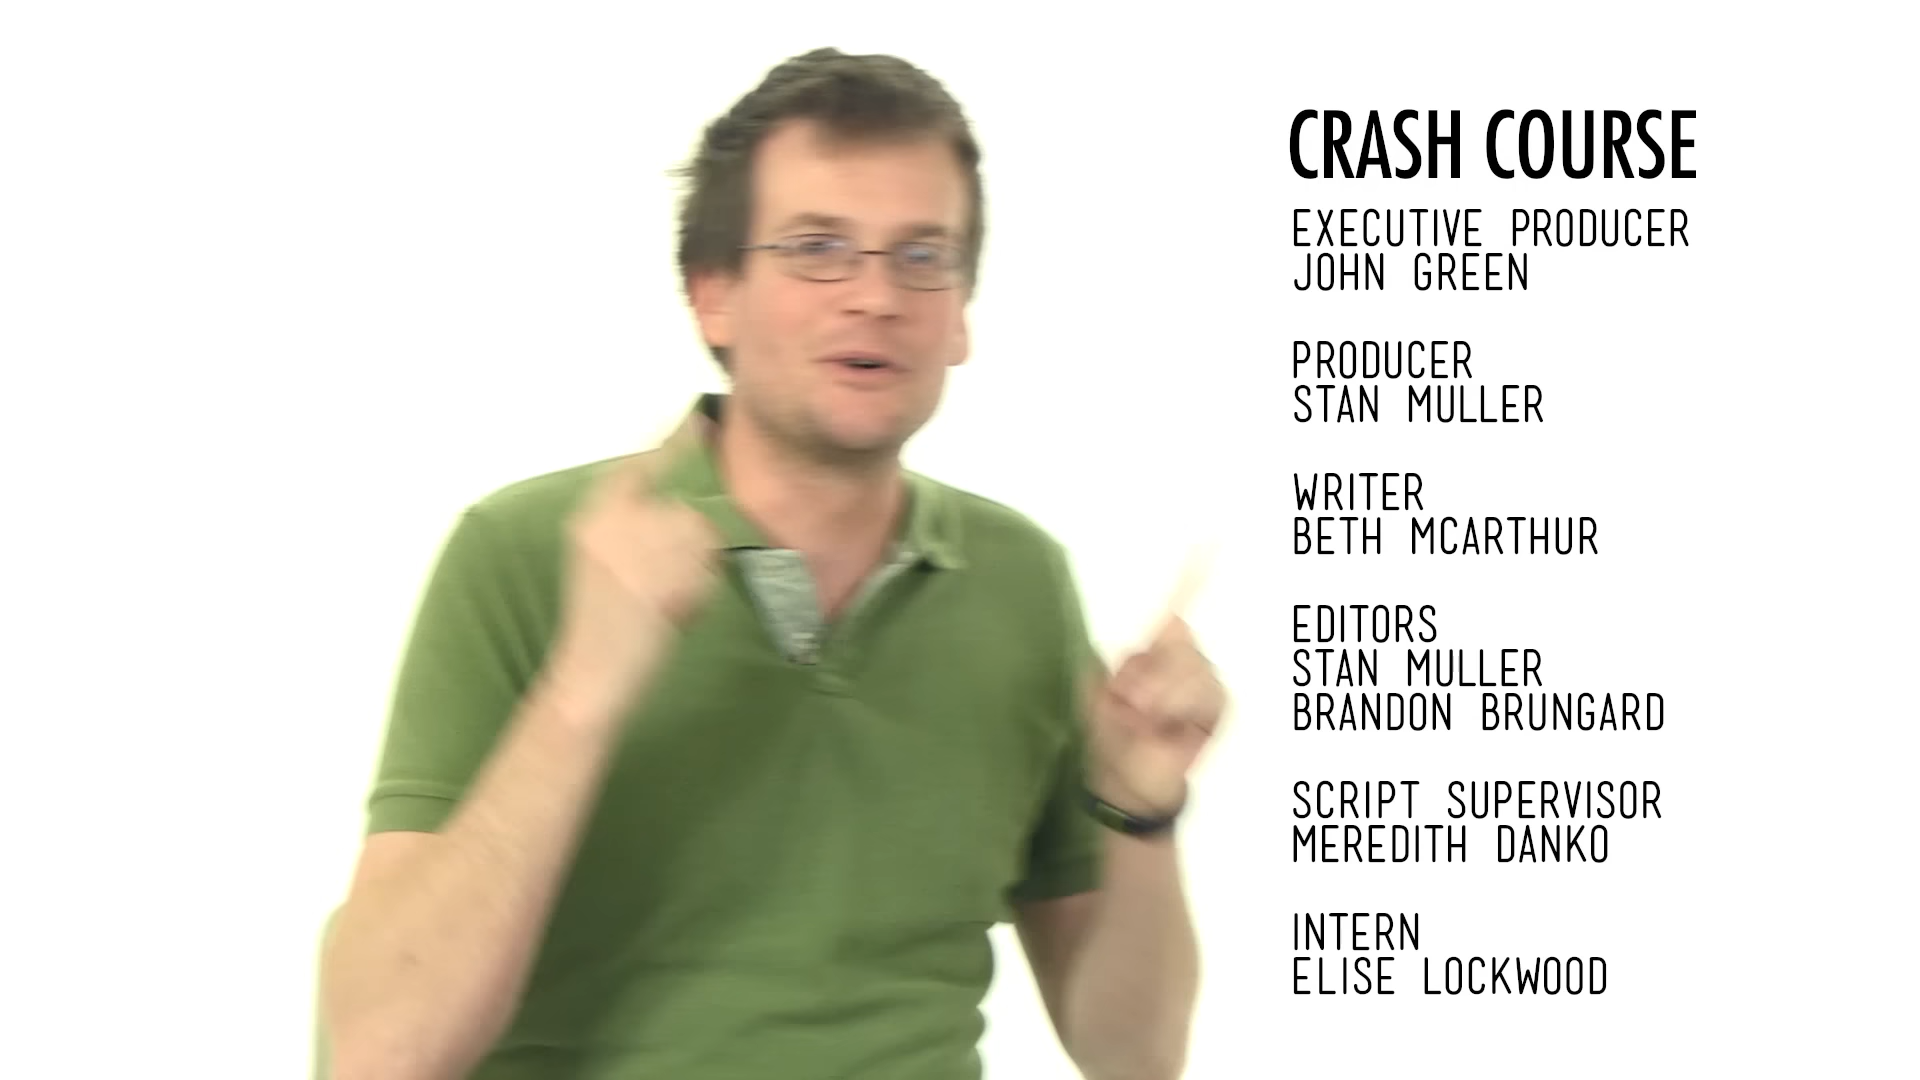 CRASH COURSE
EXECUTIVE PRODUCER
JOHN GREEN
PRODUCER
STAN MULLER
WRITER
BETH MCARTHUR
EDITORS
STAN MULLER
BRANDON BRUNGARD
SCRIPT SUPERVISOR
MEREDITH DANKO
INTERN
ELISE LOCKWOOD